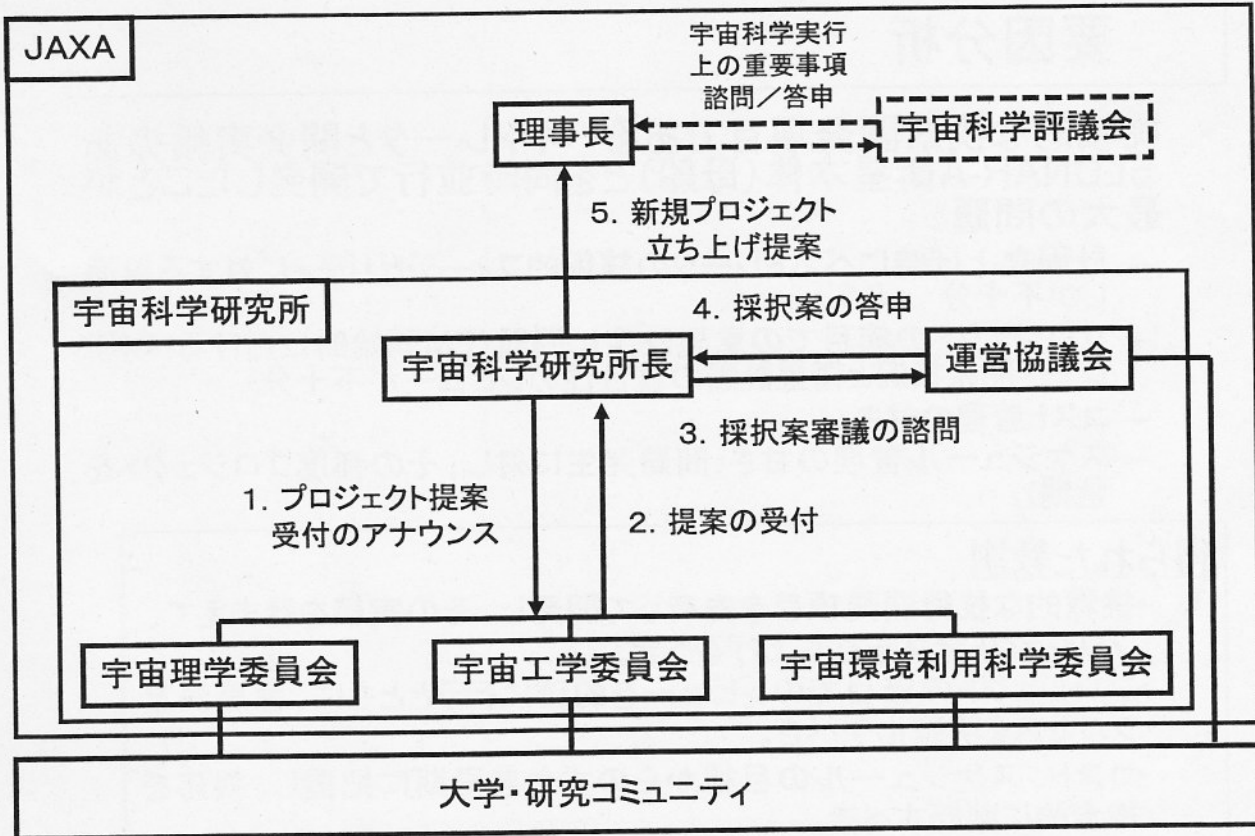 JAXA
宇宙科学実行
上の重要事項
諮問／答申
理事長
宇宙科学評議会
5. 新規プロジェクト
立ち上げ提案
宇宙科学研究所
4. 採択案の答申
宇宙科学研究所長
運営協議会
3. 採択案審議の諮問
1. プロジェクト提案
受付のアナウンス
2. 提案の受付
宇宙理学委員会
宇宙工学委員会
宇宙環境利用科学委員会
大学・研究コミュニティ